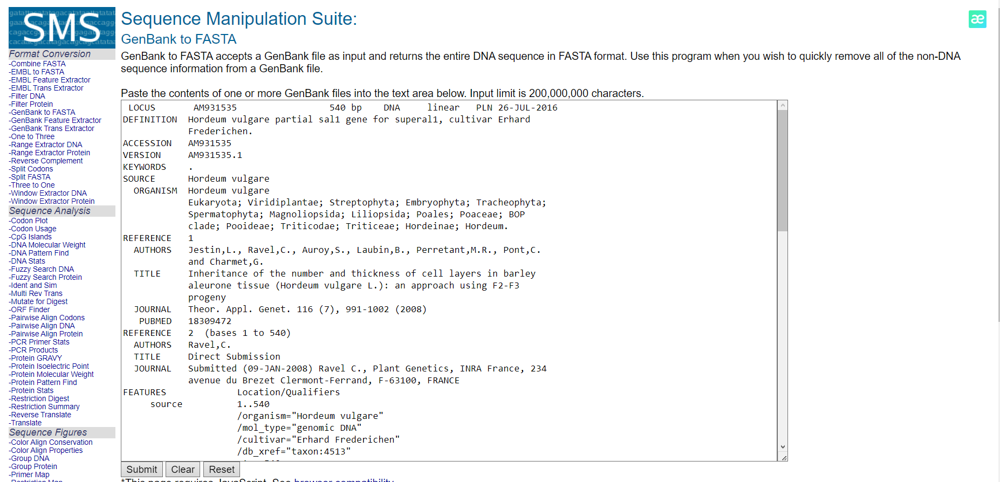 SMS
Format Conversion
-Combine FASTA
-EMBL to FASTA
-EMBL Feature Extractor
-EMBL Trans Extractor
-Filter DNA
-Filter Protein
-GenBank to FASTA
-GenBank Feature Extractor
-GenBank Trans Extractor
-One to Three
-Range Extractor DNA
-Range Extractor Protein
-Reverse Complement
-Split Codons
-Split FASTA
-Three to One
-Window Extractor DNA
-Window Extractor Protein
Sequence Analysis
-Codon Plot
-Codon Usage
-CpG Islands
-DNA Molecular Weight
-DNA Pattern Find
-DNA Stats
-Fuzzy Search DNA
-Fuzzy Search Protein
-Ident and Sim
-Multi Rev Trans
-Mutate for Digest
-ORF Finder
-Pairwise Align Codons
-Pairwise Align DNA
-Pairwise Align Protein
-PCR Primer Stats
-PCR Products
-Protein GRAVY
-Protein Isoelectric Point
-Protein Molecular Weight
-Protein Pattern Find
-Protein Stats
-Restriction Digest
-Restriction Summary
-Reverse Translate
-Translate
Sequence Figures
-Color Align Conservation
-Color Align Properties
-Group DNA
-Group Protein
-Primer Map
-Restriction Map
Sequence Manipulation Suite:
æ
GenBank to FASTA
GenBank to FASTA accepts a GenBank file as input and returns the entire DNA sequence in FASTA format. Use this program when you wish to quickly remove all of the non-DNA
sequence information from a GenBank file.
Paste the contents of one or more GenBank files into the text area below. Input limit is 200,000,000 characters.
LOCUS AM931535 540 bp DNA linear PLN 26-JUL-2016
DEFINITION Hordeum vulgare partial sal1 gene for superal1, cultivar Erhard
Frederichen.
ACCESSION AM931535
VERSION AM931535.1
KEYWORDS .
SOURCE Hordeum vulgare
ORGANISM Hordeum vulgare
Eukaryota; Viridiplantae; Streptophyta; Embryophyta; Tracheophyta;
Spermatophyta; Magnoliopsida; Liliopsida; Poales; Poaceae; BOP
clade; Pooideae; Triticodae; Triticeae; Hordeinae; Hordeum.
REFERENCE 1
AUTHORS Jestin,L., Ravel,C., Auroy,S., Laubin,B., Perretant,M.R., Pont,C.
and Charmet,G.
TITLE Inheritance of the number and thickness of cell layers in barley
aleurone tissue (Hordeum vulgare L.): an approach using F2-F3
progeny
JOURNAL Theor. Appl. Genet. 116 (7), 991-1002 (2008)
PUBMED 18309472
REFERENCE 2 (bases 1 to 540)
AUTHORS Ravel,C.
TITLE Direct Submission
JOURNAL Submitted (09-JAN-2008) Ravel C., Plant Genetics, INRA France, 234
avenue du Brezet Clermont-Ferrand, F-63100, FRANCE
FEATURES Location/Qualifiers
source 1..540
/organism="Hordeum vulgare"
/mol_type="genomic DNA"
/cultivar="Erhard Frederichen"
/db_xref="taxon:4513"
Submit Clear Reset
*This page requires JavaScript. See browser compatibility.